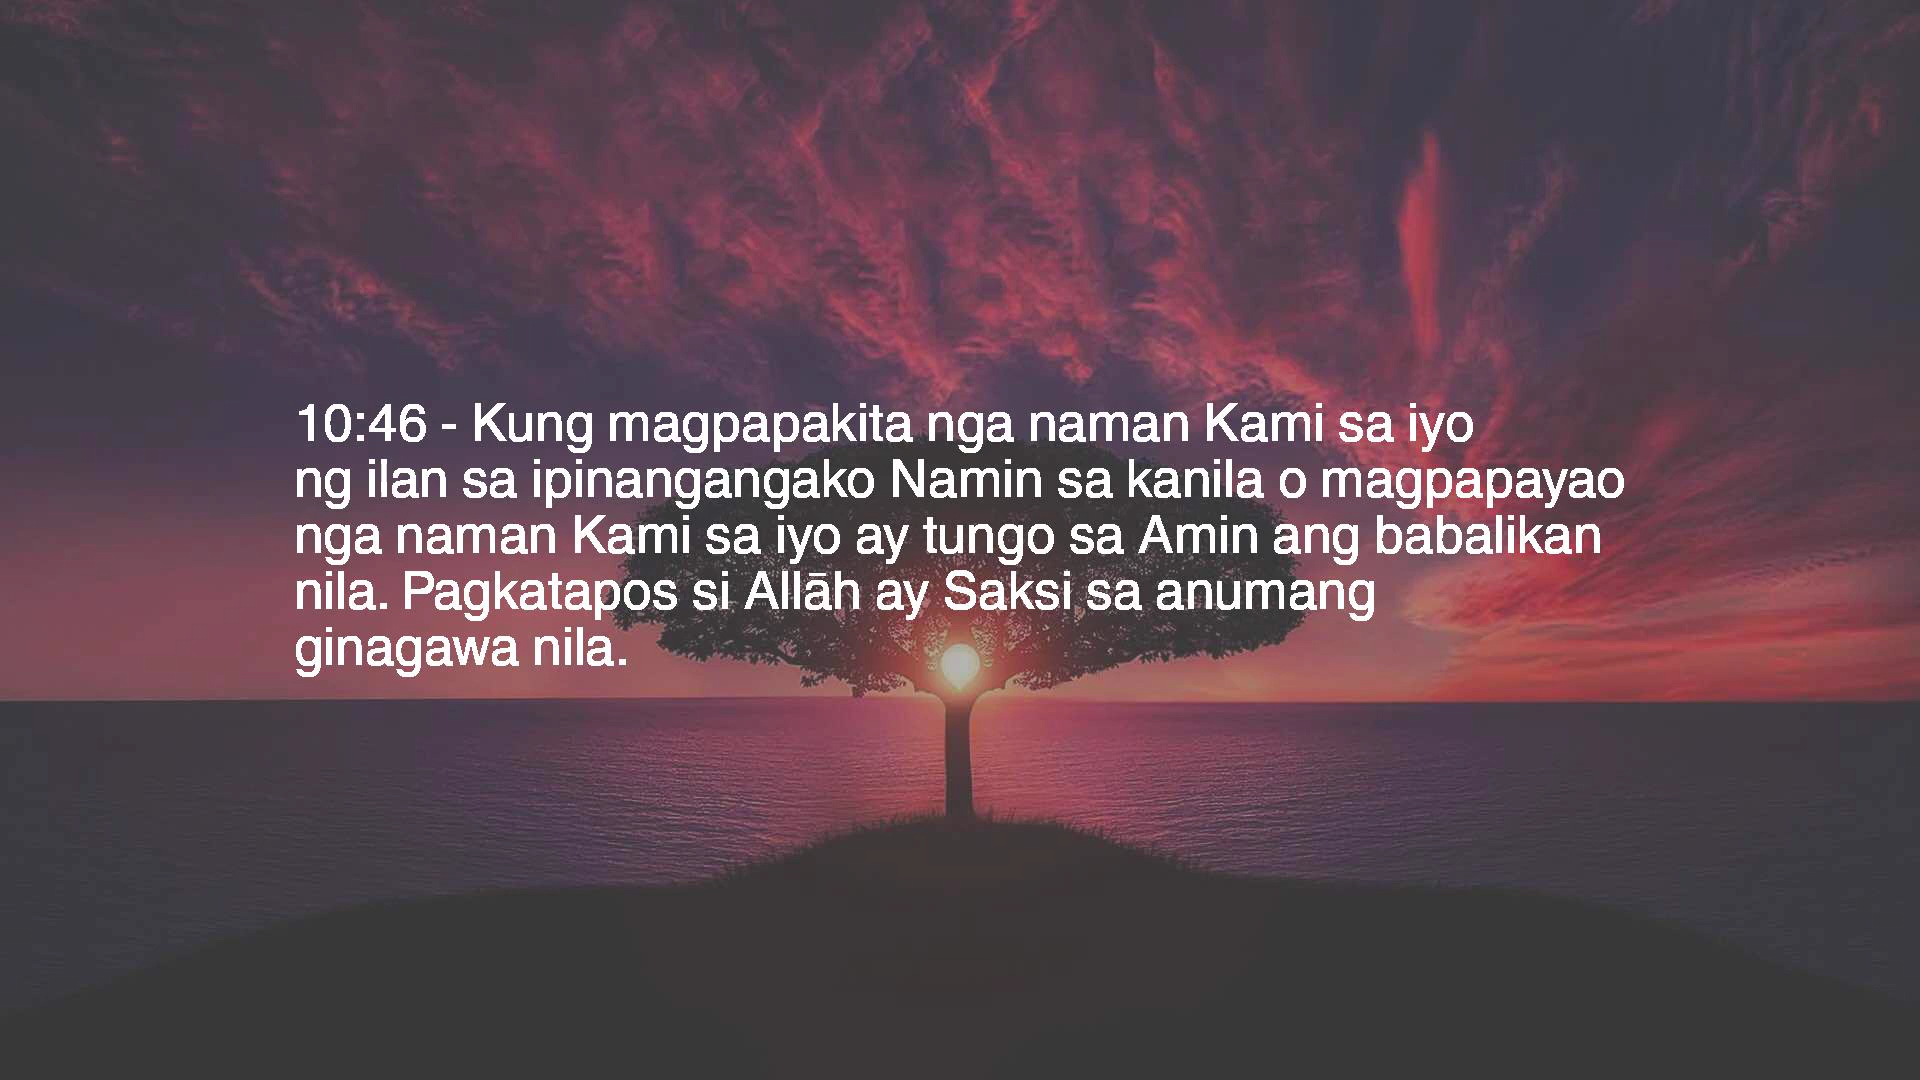 10:46 - Kung magpapakita nga naman Kami sa iyo
ng ilan sa ipinangangako Namin sa kanila o magpapayao
nga naman Kami sa iyo ay tungo sa Amin ang babalikan
nila. Pagkatapos si Allāh ay Saksi sa anumang
ginagawa nila.